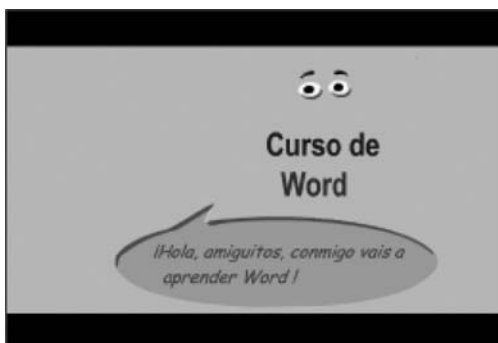 Curso de
Word
¡Hola, amiguitos, conmigo vais a
aprender Word !